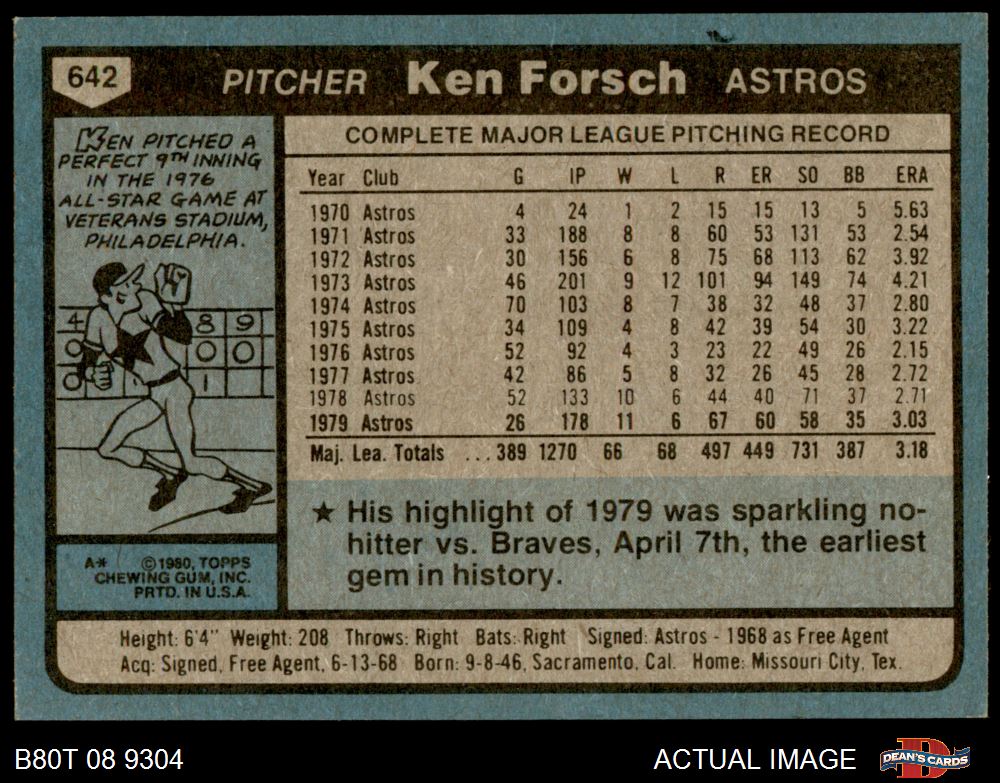 642 PITCHER Ken Forsch ASTROS
KEN PITCHED A
PERFECT 9TH INNING
IN THE 1976
ALL-STAR GAME AT
VETERANS STADIUM,
PHILADELPHIA.
4 8 9
0 0 0
0 1
A* ©1980, TOPPS
CHEWING GUM, INC.
PRTD. IN U.S.A.
COMPLETE MAJOR LEAGUE PITCHING RECORD
Year Club G IP W L R ER SO BB ERA
1970 Astros 4 24 1 2 15 15 13 5 5.63
1971 Astros 33 188 8 8 60 53 131 53 2.54
1972 Astros 30 156 6 8 75 68 113 62 3.92
1973 Astros 46 201 9 12 101 94 149 74 4.21
1974 Astros 70 103 8 7 38 32 48 37 2.80
1975 Astros 34 109 4 8 42 39 54 30 3.22
1976 Astros 52 92 4 3 23 22 49 26 2.15
1977 Astros 42 86 5 8 32 26 45 28 2.72
1978 Astros 52 133 10 6 44 40 71 37 2.71
1979 Astros 26 178 11 6 67 60 58 35 3.03
Maj. Lea. Totals ...389 1270 66 68 497 449 731 387 3.18
★ His highlight of 1979 was sparkling no-
hitter vs. Braves, April 7th, the earliest
gem in history.
Height: 6'4" Weight: 208 Throws: Right Bats: Right Signed: Astros - 1968 as Free Agent
Acq: Signed, Free Agent, 6-13-68 Born: 9-8-46, Sacramento, Cal. Home: Missouri City, Tex.
B80T 08 9304 ACTUAL IMAGE DEAN'S CARDS